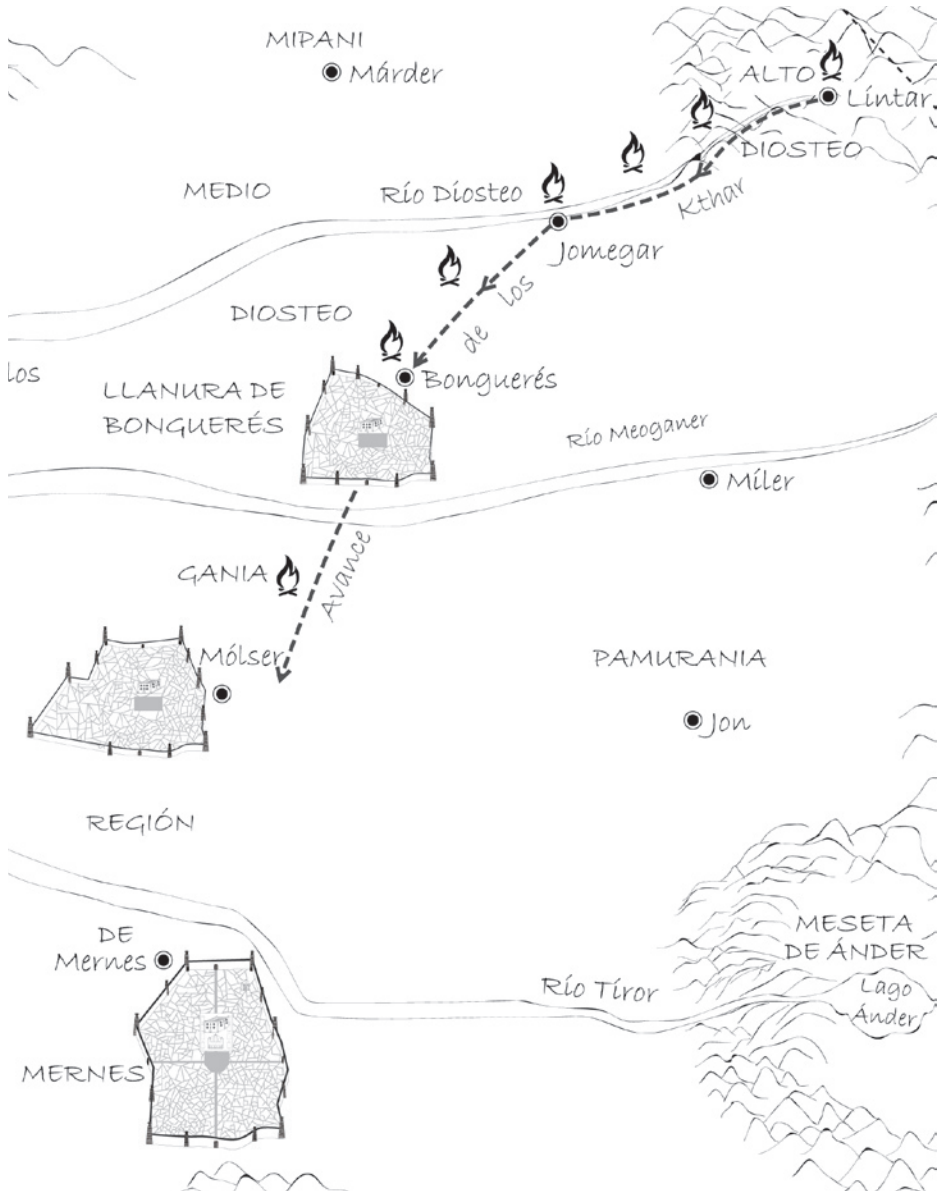 MIPANI
Márder
ALTO
Líntar
DIOSTEO
MEDIO
Río Diosteo
Kthar
Jomegar
los
de
DIOSTEO
los
Bonguerés
LLANURA DE
BONGUERÉS
Río Meoganer
Míler
GANIA
Avance
Mólser
PAMURANIA
Jon
REGIÓN
MESETA
DE ÁNDER
DE
Mernes
Río Tíror
Lago
Ánder
MERNES